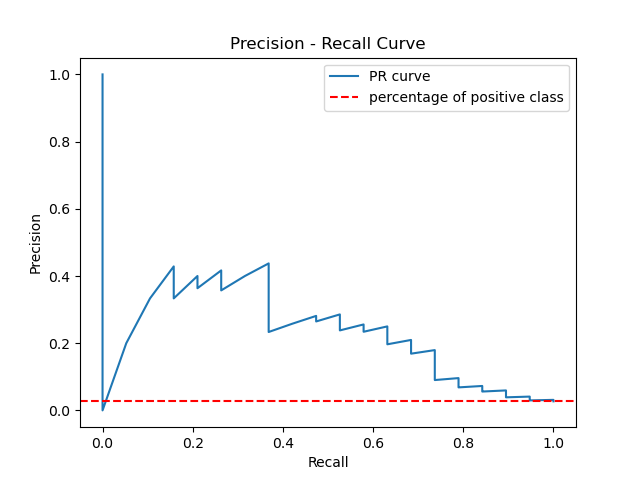 Precision - Recall Curve
PR curve
percentage of positive class
Precision
1.0
0.8
0.6
0.4
0.2
0.0
0.0 0.2 0.4 0.6 0.8 1.0
Recall